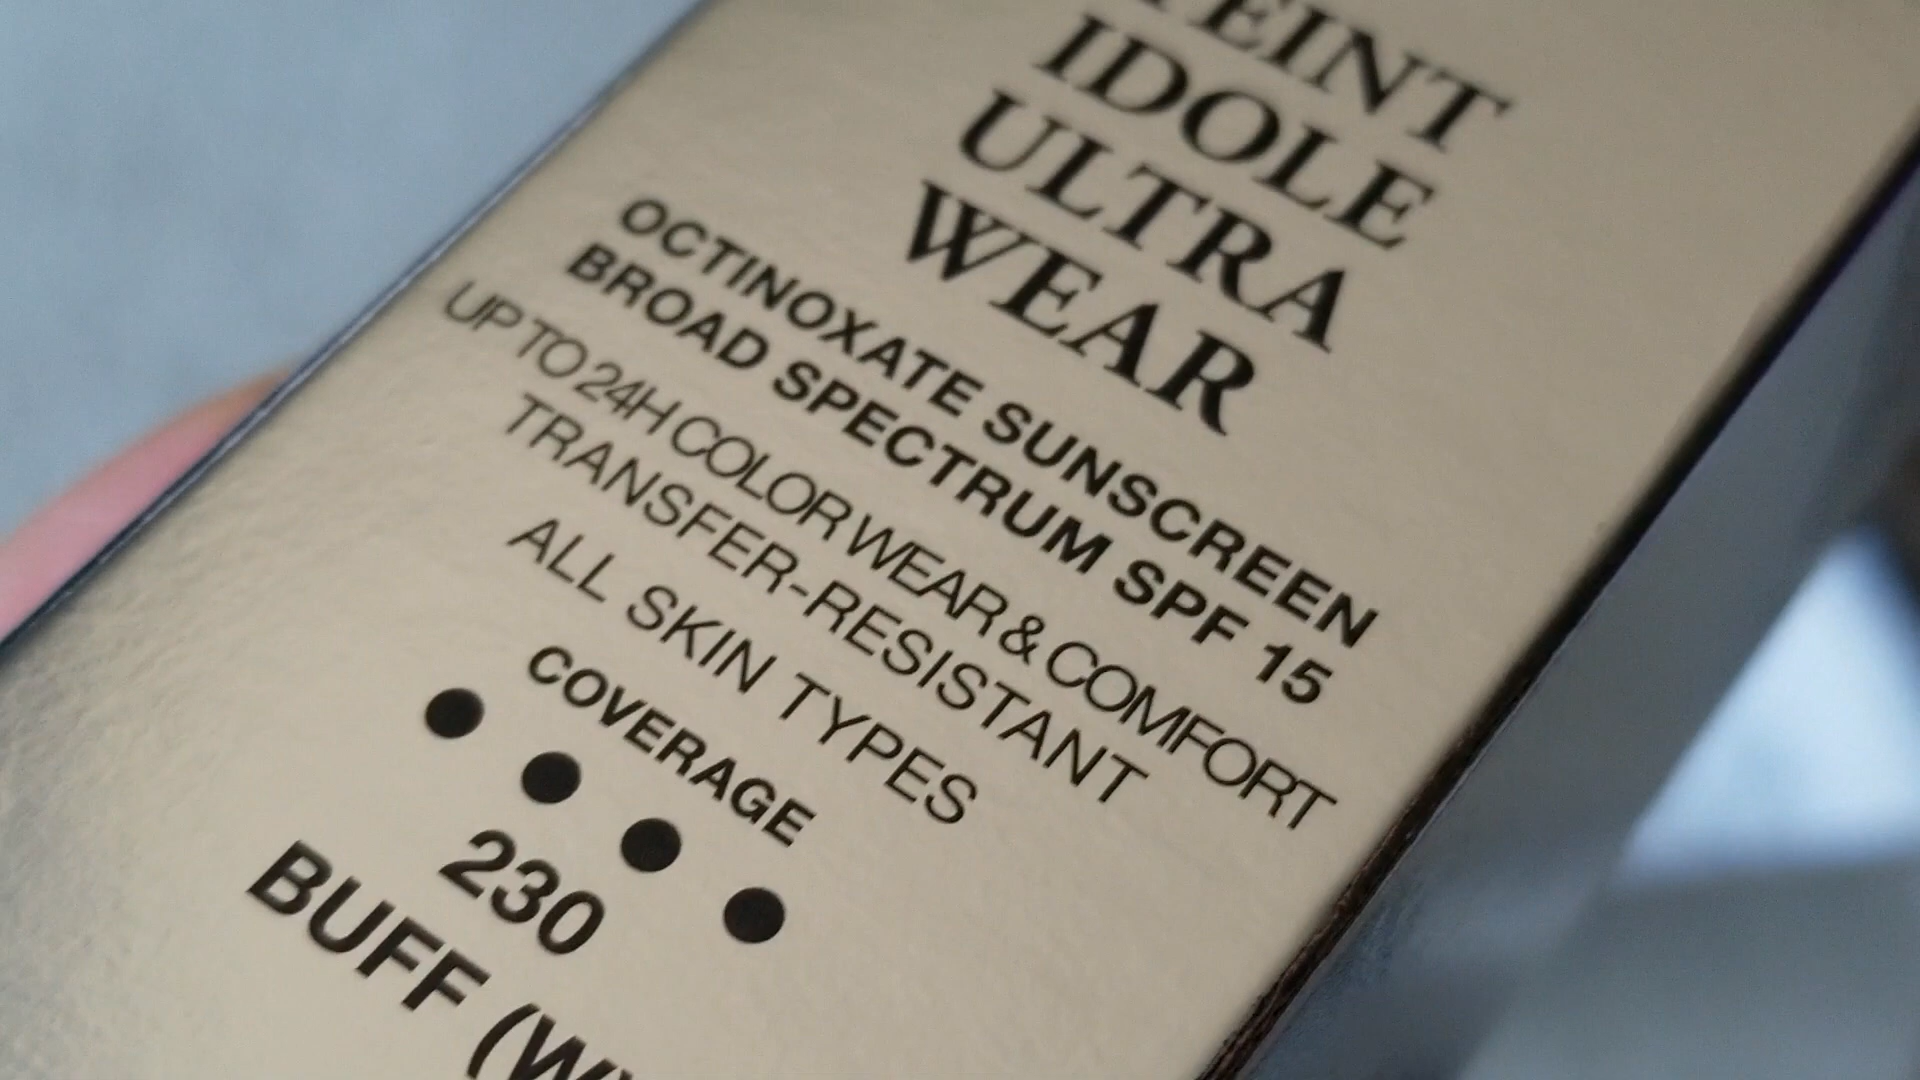 TEINT
IDOLE
ULTRA
WEAR
OCTINOXATE SUNSCREEN
BROAD SPECTRUM SPF 15
UP TO 24H COLOR WEAR & COMFORT
TRANSFER-RESISTANT
ALL SKIN TYPES
COVERAGE
230
BUFF (W)